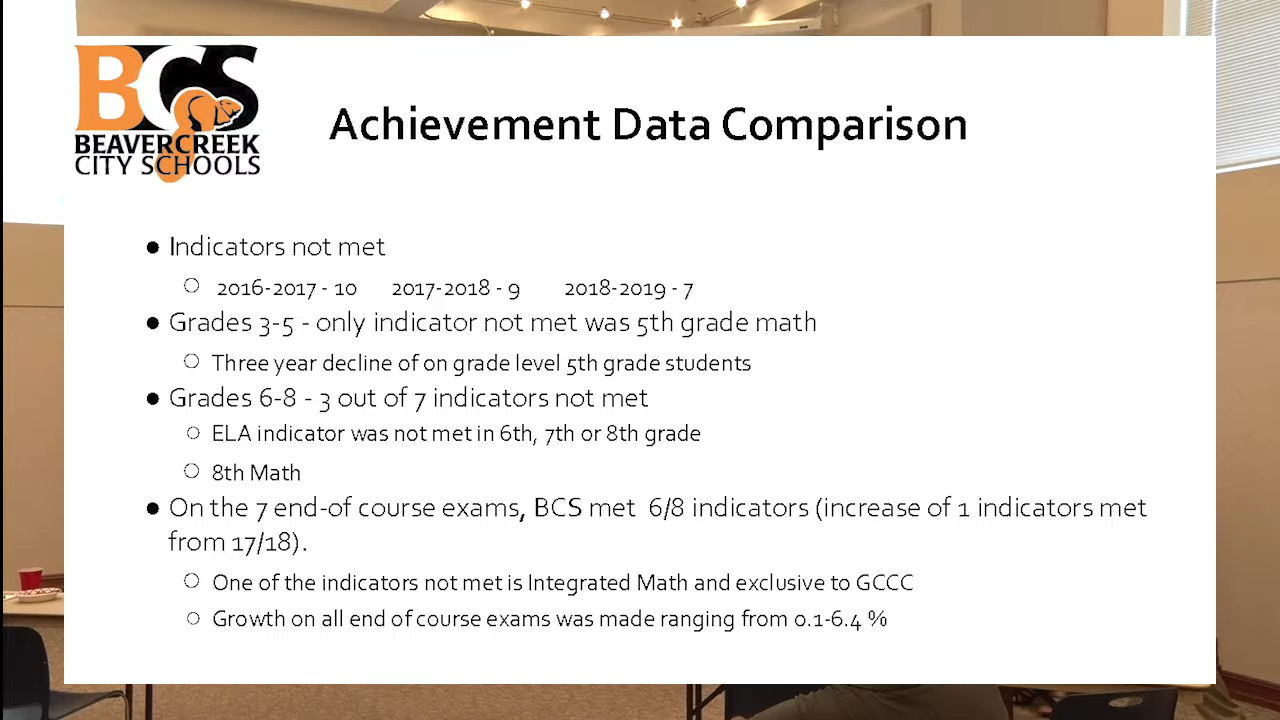 BCS
BEAVERCREEK
CITY SCHOOLS
Achievement Data Comparison
● Indicators not met
○ 2016-2017 - 10 2017-2018 - 9 2018-2019 - 7
● Grades 3-5 - only indicator not met was 5th grade math
○ Three year decline of on grade level 5th grade students
● Grades 6-8 - 3 out of 7 indicators not met
○ ELA indicator was not met in 6th, 7th or 8th grade
○ 8th Math
● On the 7 end-of course exams, BCS met 6/8 indicators (increase of 1 indicators met
from 17/18).
○ One of the indicators not met is Integrated Math and exclusive to GCCC
○ Growth on all end of course exams was made ranging from 0.1-6.4 %